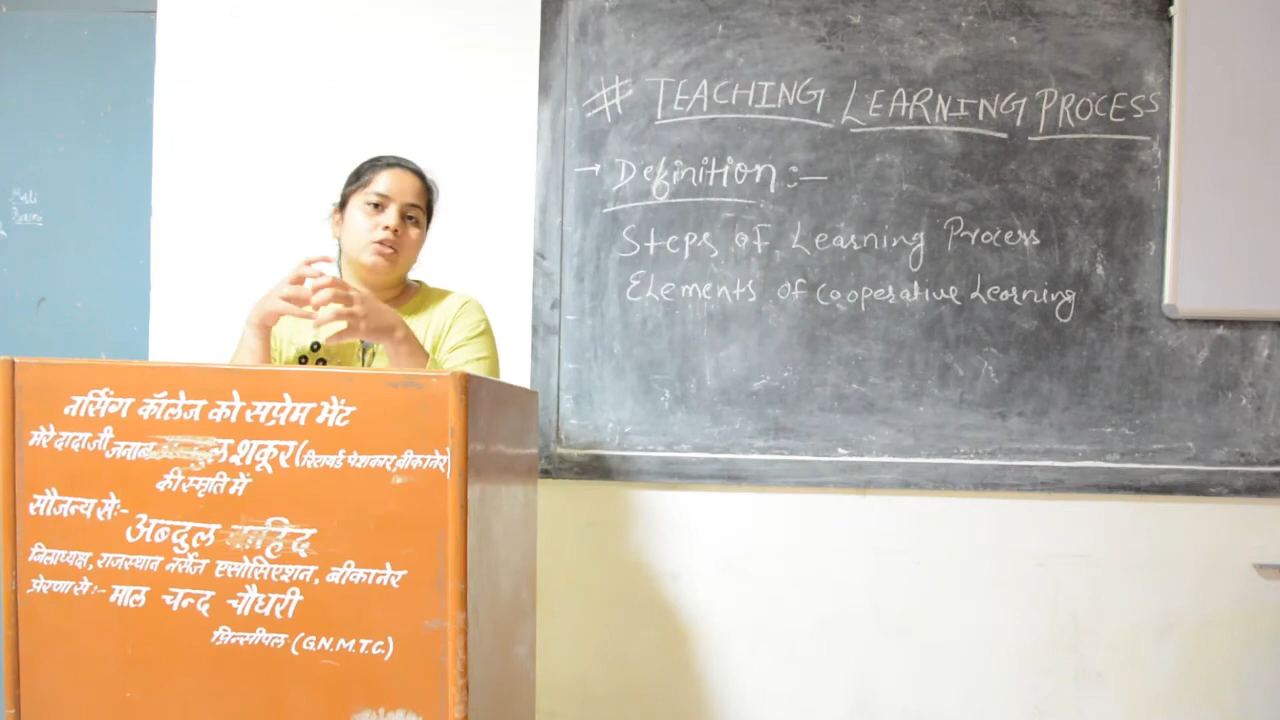 # TEACHING LEARNING PROCESS
→ Definition :-
Steps of Learning Process
Elements of cooperative Learning
नर्सिंग कॉलेज को सप्रेम भेंट
मेरे दादाजी जनाब शकूर (रिटायर्ड पेशकार, बीकानेर)
की स्मृति में
सौजन्य से:-
अब्दुल
जिलाध्यक्ष, राजस्थान नर्सेज एसोसिएशन, बीकानेर
प्रेरणा से:- माल चन्द चौधरी
प्रिन्सीपल (G.N.M.T.C.)